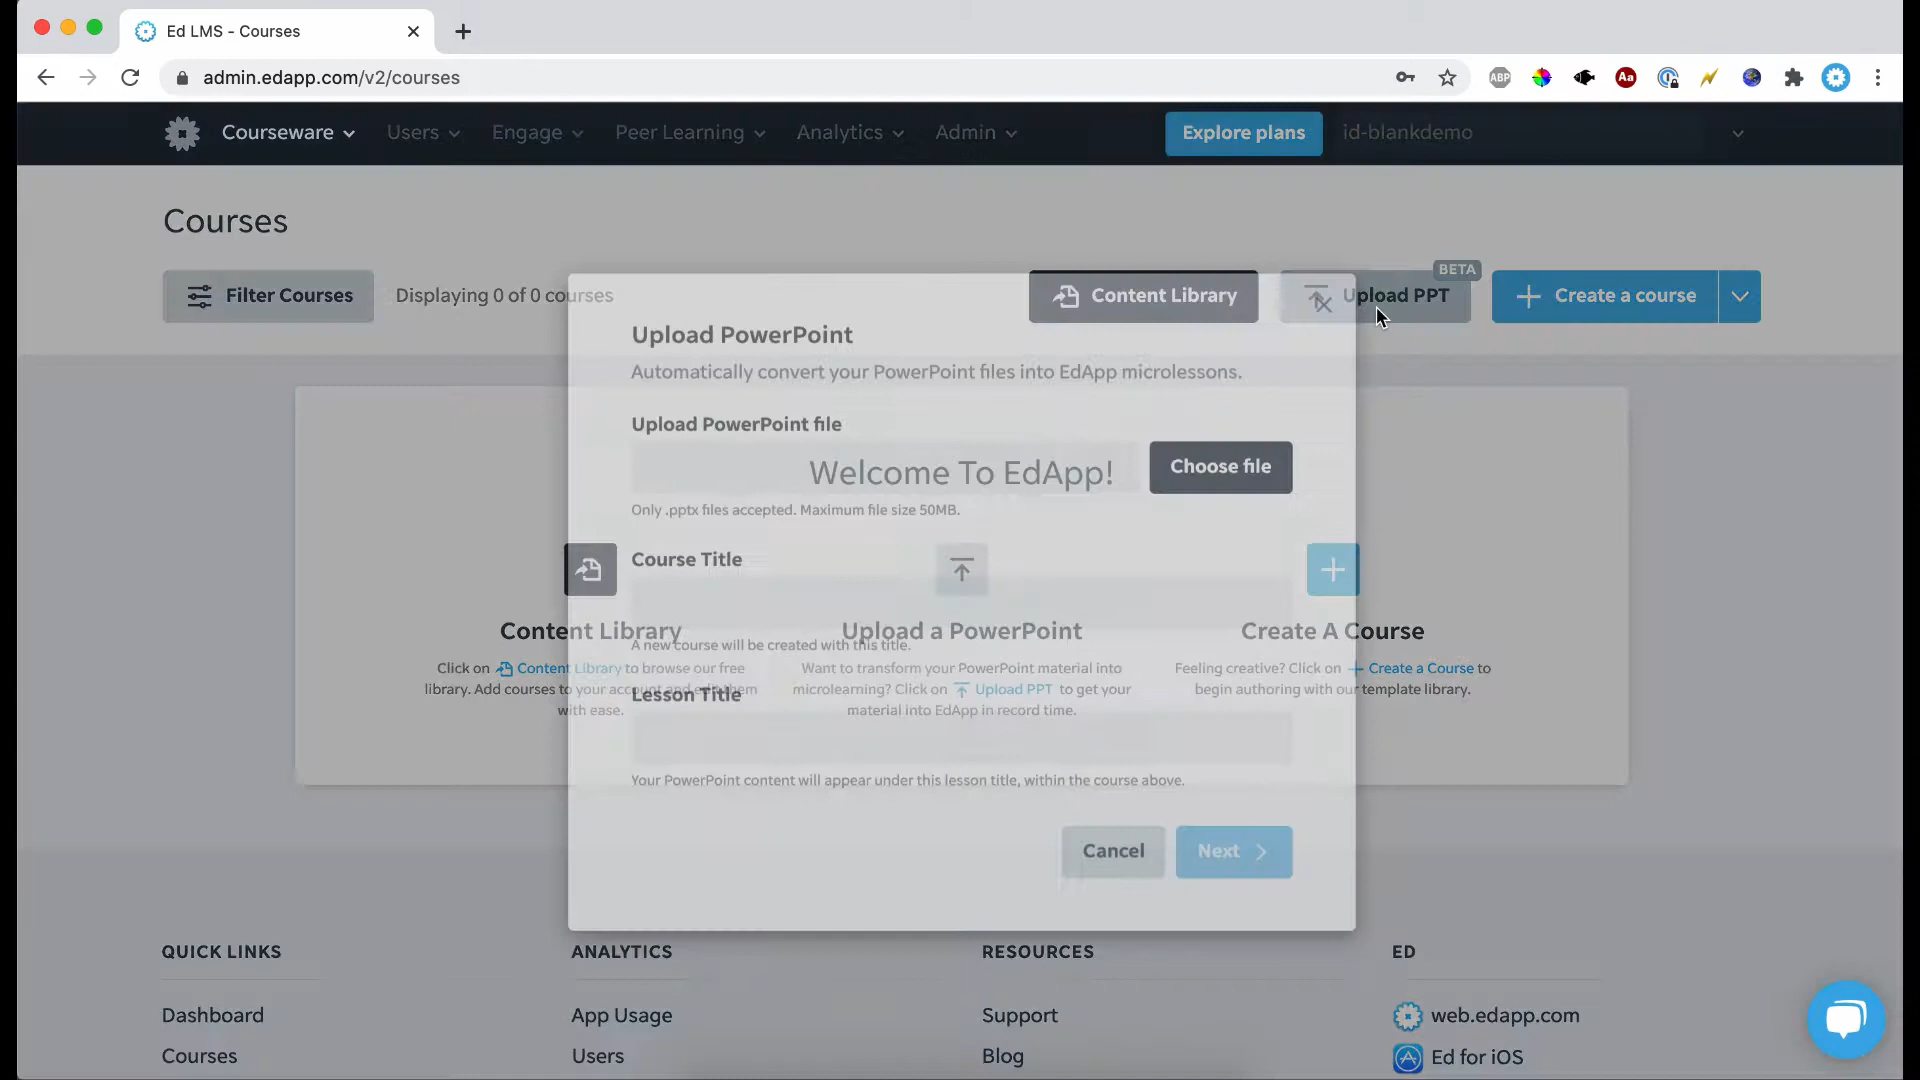 Ed LMS - Courses
admin.edapp.com/v2/courses
ABP
Aa
Courseware Users Engage Peer Learning Analytics Admin Explore plans id-blankdemo
Courses
Filter Courses Displaying 0 of 0 courses Content Library Upload PPT BETA Create a course
Upload PowerPoint
Automatically convert your PowerPoint files into EdApp microlessons.
Upload PowerPoint file
Welcome To EdApp!
Choose file
Only .pptx files accepted. Maximum file size 50MB.
Course Title
Content Library
Upload a PowerPoint
Create A Course
A new course will be created with this title.
Click on Content Library to browse our free
library. Add courses to your account and edit them
with ease.
Want to transform your PowerPoint material into
microlearning? Click on Upload PPT to get your
material into EdApp in record time.
Feeling creative? Click on + Create a Course to
begin authoring with our template library.
Lesson Title
Your PowerPoint content will appear under this lesson title, within the course above.
Cancel Next
QUICK LINKS
Dashboard
Courses
ANALYTICS
App Usage
Users
RESOURCES
Support
Blog
ED
web.edapp.com
Ed for iOS